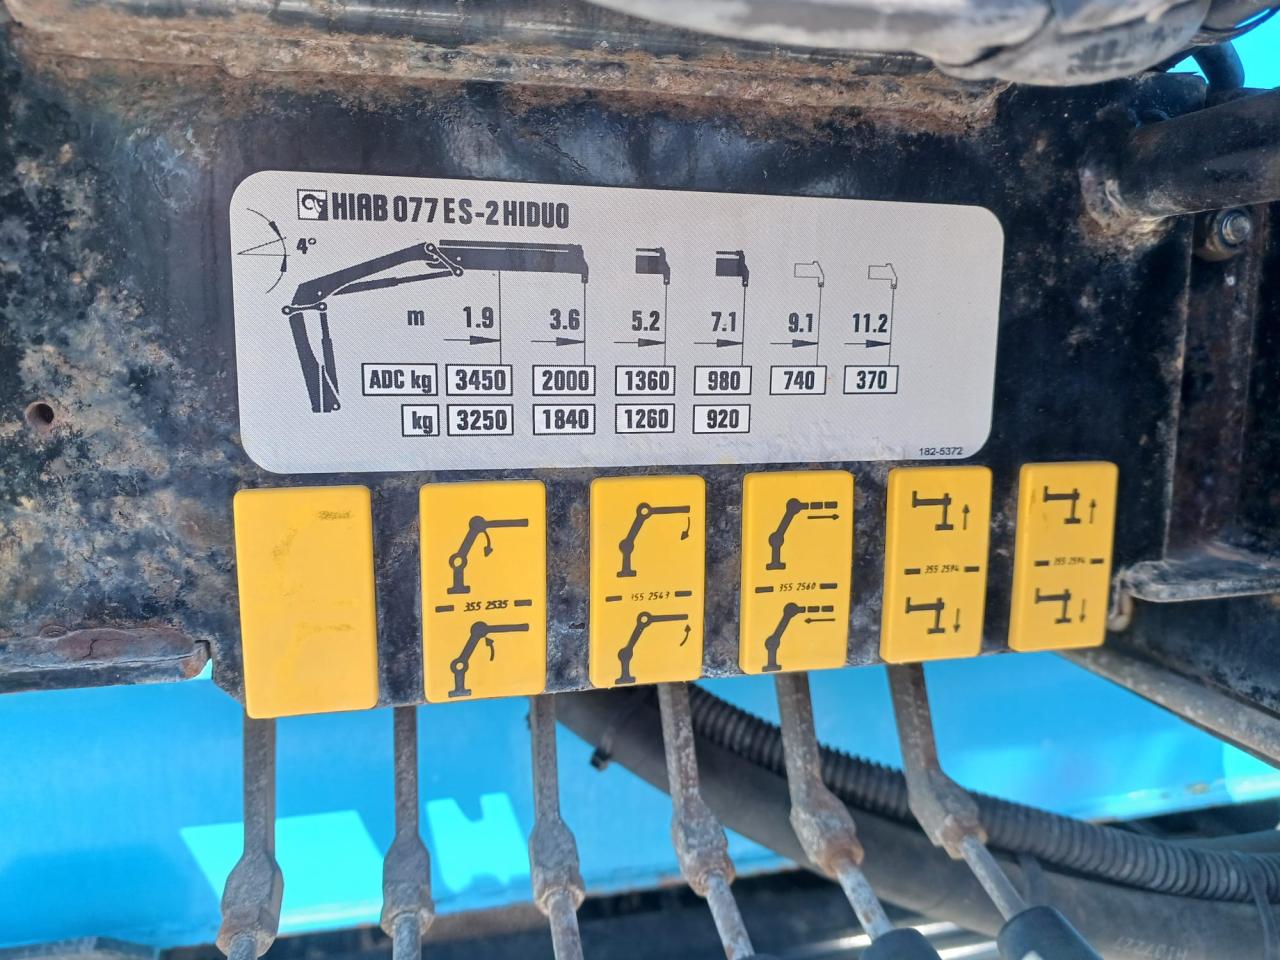 HIAB 077 ES-2 HIDUO
4°
m 1.9 3.6 5.2 7.1 9.1 11.2
ADC kg 3450 2000 1360 980 740 370
kg 3250 1840 1260 920
182-5372
355 2535
355 2543
355 2560
355 2594
355 2594